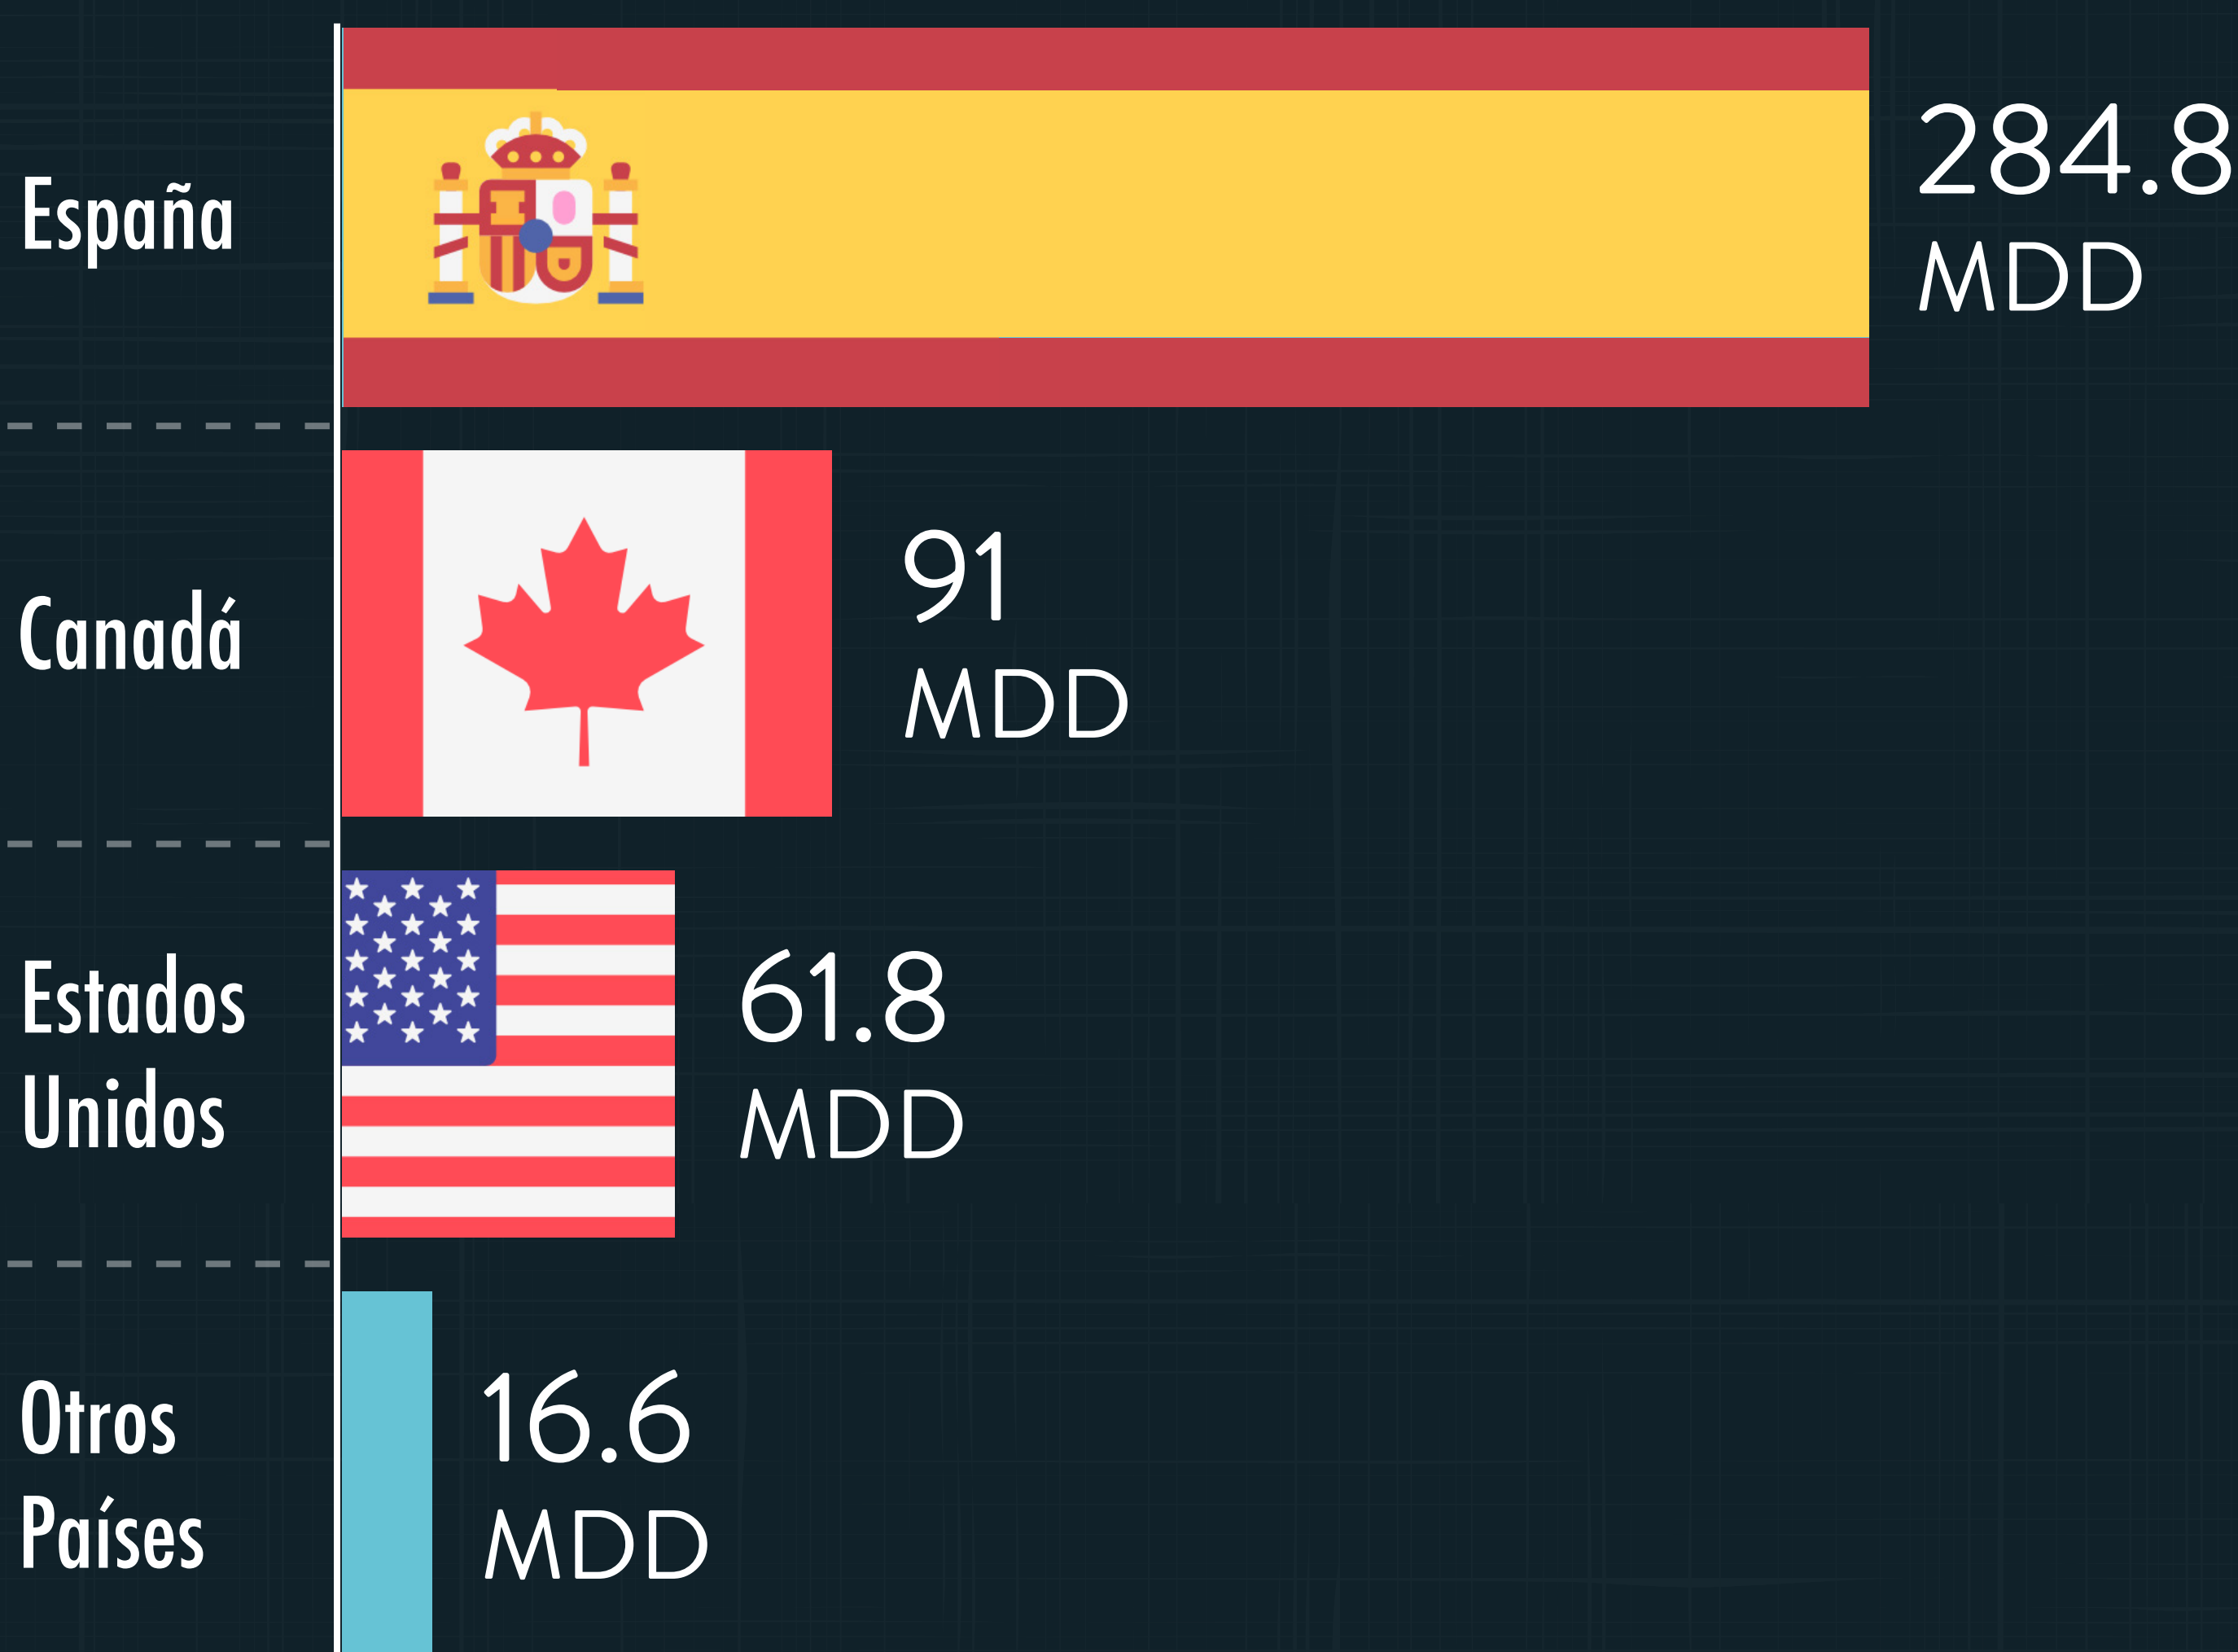 España
284.8
MDD
Canadá
91
MDD
Estados
Unidos
61.8
MDD
Otros
Países
16.6
MDD